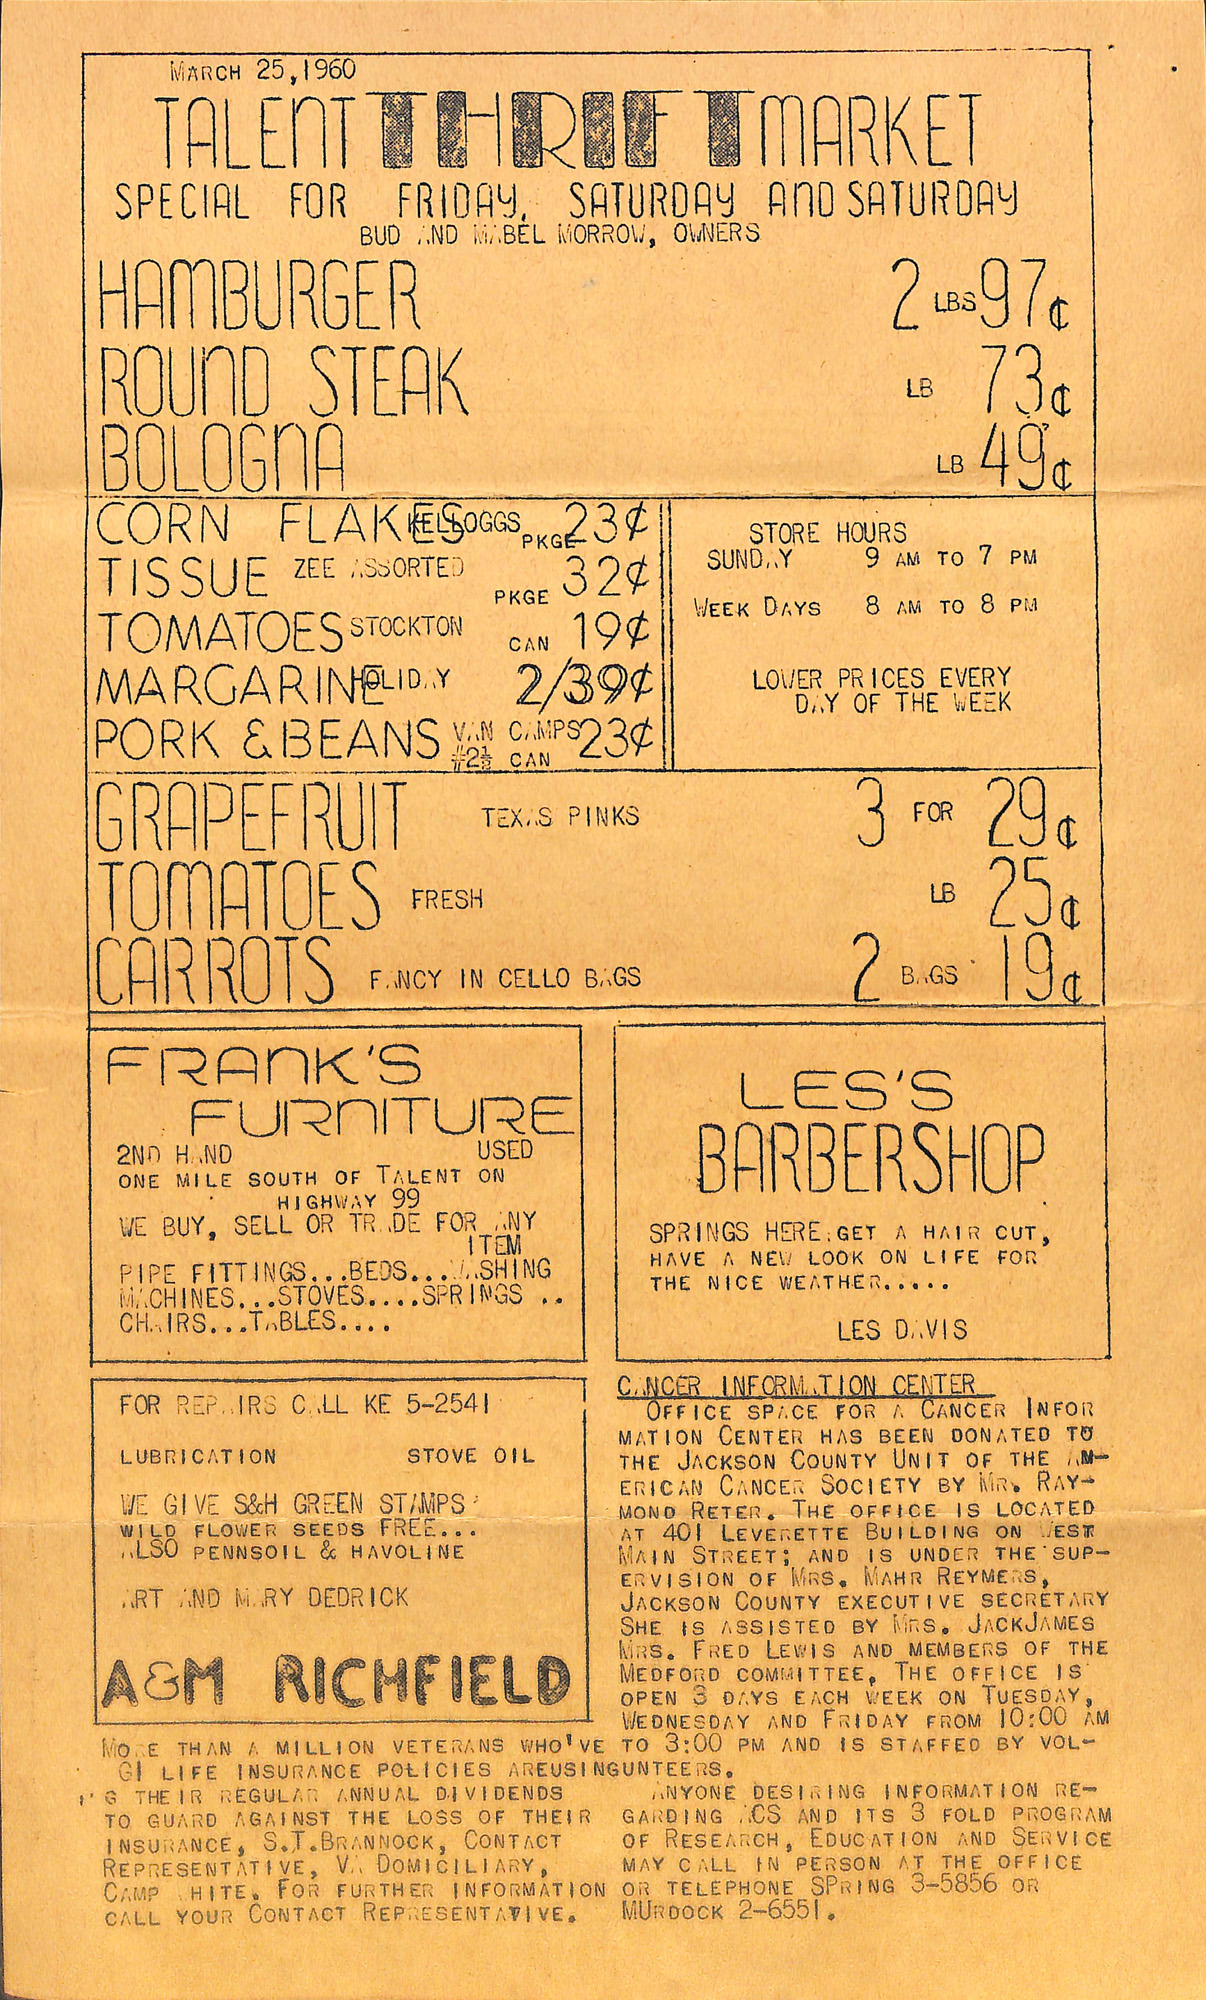 MARCH 25,1960
TALENT THRIFT MARKET
SPECIAL FOR FRIDAY, SATURDAY AND SATURDAY
BUD AND MABEL MORROW, OWNERS
HAMBURGER 2 LBS 97¢
ROUND STEAK LB 73¢
BOLOGNA LB 49¢
CORN FLAKES KELLOGGS PKGE 23¢
TISSUE ZEE ASSORTED PKGE 32¢
TOMATOES STOCKTON CAN 19¢
MARGARINE HOLIDAY 2/39¢
PORK & BEANS VAN CAMPS #2½ CAN 23¢
STORE HOURS
SUNDAY 9 AM TO 7 PM
WEEK DAYS 8 AM TO 8 PM
LOWER PRICES EVERY
DAY OF THE WEEK
GRAPEFRUIT TEXAS PINKS 3 FOR 29¢
TOMATOES FRESH LB 25¢
CARROTS FANCY IN CELLO BAGS 2 BAGS 19¢
FRANK'S
FURNITURE
2ND HAND USED
ONE MILE SOUTH OF TALENT ON
HIGHWAY 99
WE BUY, SELL OR TRADE FOR ANY
ITEM
PIPE FITTINGS...BEDS...WASHING
MACHINES...STOVES....SPRINGS ..
CHAIRS...TABLES....
LES'S
BARBERSHOP
SPRINGS HERE.GET A HAIR CUT,
HAVE A NEW LOOK ON LIFE FOR
THE NICE WEATHER.....
LES DAVIS
FOR REPAIRS CALL KE 5-2541
LUBRICATION STOVE OIL
WE GIVE S&H GREEN STAMPS
WILD FLOWER SEEDS FREE...
ALSO PENNSOIL & HAVOLINE
ART AND MARY DEDRICK
A&M RICHFIELD
CANCER INFORMATION CENTER
OFFICE SPACE FOR A CANCER INFOR
MATION CENTER HAS BEEN DONATED TO
THE JACKSON COUNTY UNIT OF THE AM-
ERICAN CANCER SOCIETY BY MR. RAY-
MOND RETER. THE OFFICE IS LOCATED
AT 401 LEVERETTE BUILDING ON WEST
MAIN STREET; AND IS UNDER THE SUP-
ERVISION OF MRS. MAHR REYMERS,
JACKSON COUNTY EXECUTIVE SECRETARY
SHE IS ASSISTED BY MRS. JACKJAMES
MRS. FRED LEWIS AND MEMBERS OF THE
MEDFORD COMMITTEE, THE OFFICE IS
OPEN 3 DAYS EACH WEEK ON TUESDAY,
WEDNESDAY AND FRIDAY FROM 10:00 AM
TO 3:00 PM AND IS STAFFED BY VOL-
UNTEERS.
ANYONE DESIRING INFORMATION RE-
GARDING ACS AND ITS 3 FOLD PROGRAM
OF RESEARCH, EDUCATION AND SERVICE
MAY CALL IN PERSON AT THE OFFICE
OR TELEPHONE SPRING 3-5856 OR
MURDOCK 2-6551.
MORE THAN A MILLION VETERANS WHO'VE
GI LIFE INSURANCE POLICIES AREUSIN
G THEIR REGULAR ANNUAL DIVIDENDS
TO GUARD AGAINST THE LOSS OF THEIR
INSURANCE, S.T.BRANNOCK, CONTACT
REPRESENTATIVE, VA DOMICILIARY,
CAMP WHITE. FOR FURTHER INFORMATION
CALL YOUR CONTACT REPRESENTATIVE.